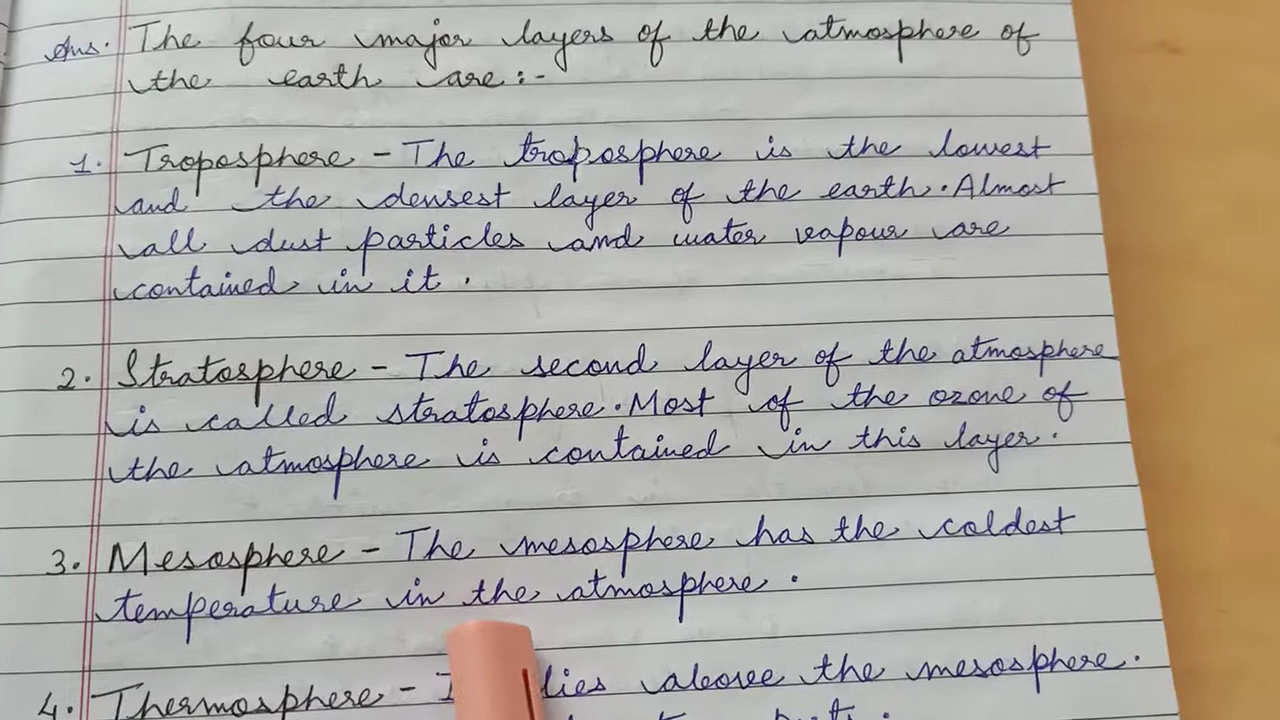 Ans. The four major layers of the atmosphere of
the earth are :-
1. Troposphere - The troposphere is the lowest
and the densest layer of the earth. Almost
all dust particles and water vapour are
contained in it.
2. Stratosphere - The second layer of the atmosphere
is called stratosphere. Most of the ozone of
the atmosphere is contained in this layer.
3. Mesosphere - The mesosphere has the coldest
temperature in the atmosphere.
4. Thermosphere - lies above the mesosphere.